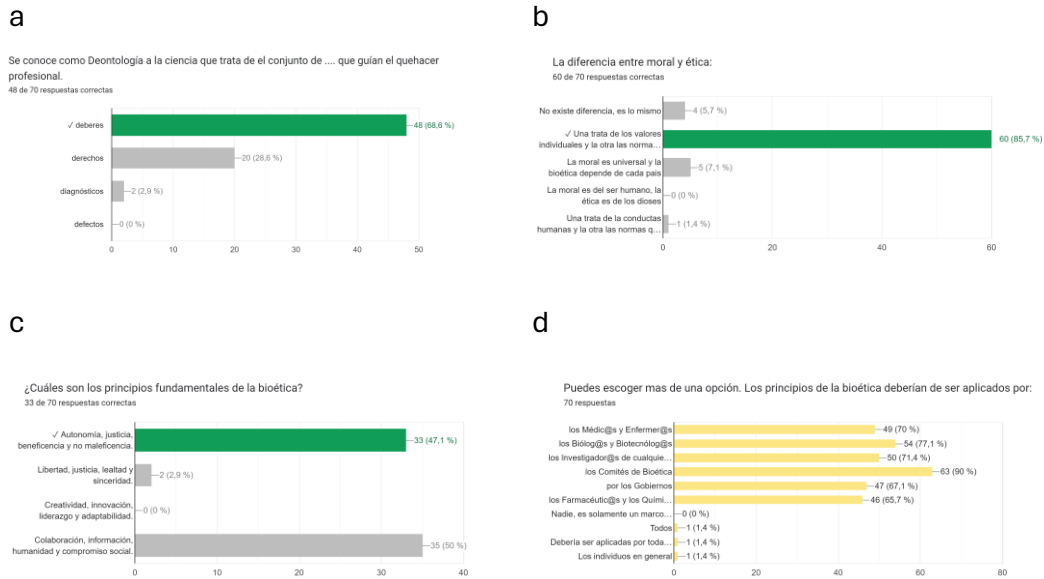 a
Se conoce como Deontología a la ciencia que trata de el conjunto de .... que guían el quehacer
profesional.
48 de 70 respuestas correctas
✓ deberes
48 (68,6 %)
derechos
20 (28,6 %)
diagnósticos
2 (2,9 %)
defectos
0 (0 %)
0 10 20 30 40 50
b
La diferencia entre moral y ética:
60 de 70 respuestas correctas
No existe diferencia, es lo mismo
4 (5,7 %)
✓ Una trata de los valores
individuales y la otra las norma…
60 (85,7 %)
La moral es universal y la
bioética depende de cada país
5 (7,1 %)
La moral es del ser humano, la
ética es de los dioses
0 (0 %)
Una trata de la conductas
humanas y la otra las normas q…
1 (1,4 %)
0 20 40 60
c
¿Cuáles son los principios fundamentales de la bioética?
33 de 70 respuestas correctas
✓ Autonomía, justicia,
beneficencia y no maleficencia.
33 (47,1 %)
Libertad, justicia, lealtad y
sinceridad.
2 (2,9 %)
Creatividad, innovación,
liderazgo y adaptabilidad.
0 (0 %)
Colaboración, información,
humanidad y compromiso social.
35 (50 %)
0 10 20 30 40
d
Puedes escoger mas de una opción. Los principios de la bioética deberían de ser aplicados por:
70 respuestas
los Médic@s y Enfermer@s
49 (70 %)
los Biólog@s y Biotecnólog@s
54 (77,1 %)
los Investigador@s de cualquie…
50 (71,4 %)
los Comités de Bioética
63 (90 %)
por los Gobiernos
47 (67,1 %)
los Farmacéutic@s y los Quími…
46 (65,7 %)
Nadie, es solamente un marco…
0 (0 %)
Todos
1 (1,4 %)
Debería ser aplicadas por toda…
1 (1,4 %)
Los individuos en general
1 (1,4 %)
0 20 40 60 80